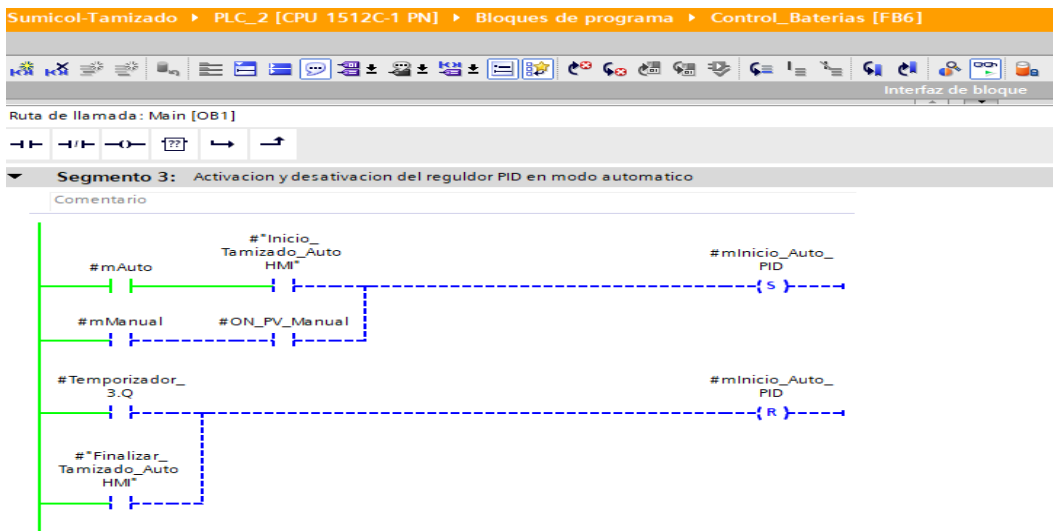 Sumicol-Tamizado ▸ PLC_2 [CPU 1512C-1 PN] ▸ Bloques de programa ▸ Control_Baterias [FB6]
Interfaz de bloque
Ruta de llamada: Main [OB1]
??
Segmento 3: Activacion y desativacion del reguldor PID en modo automatico
Comentario
#mAuto
#"Inicio_
Tamizado_Auto
HMI"
#mInicio_Auto_
PID
S
#mManual
#ON_PV_Manual
#Temporizador_
3.Q
#mInicio_Auto_
PID
R
#"Finalizar_
Tamizado_Auto
HMI"